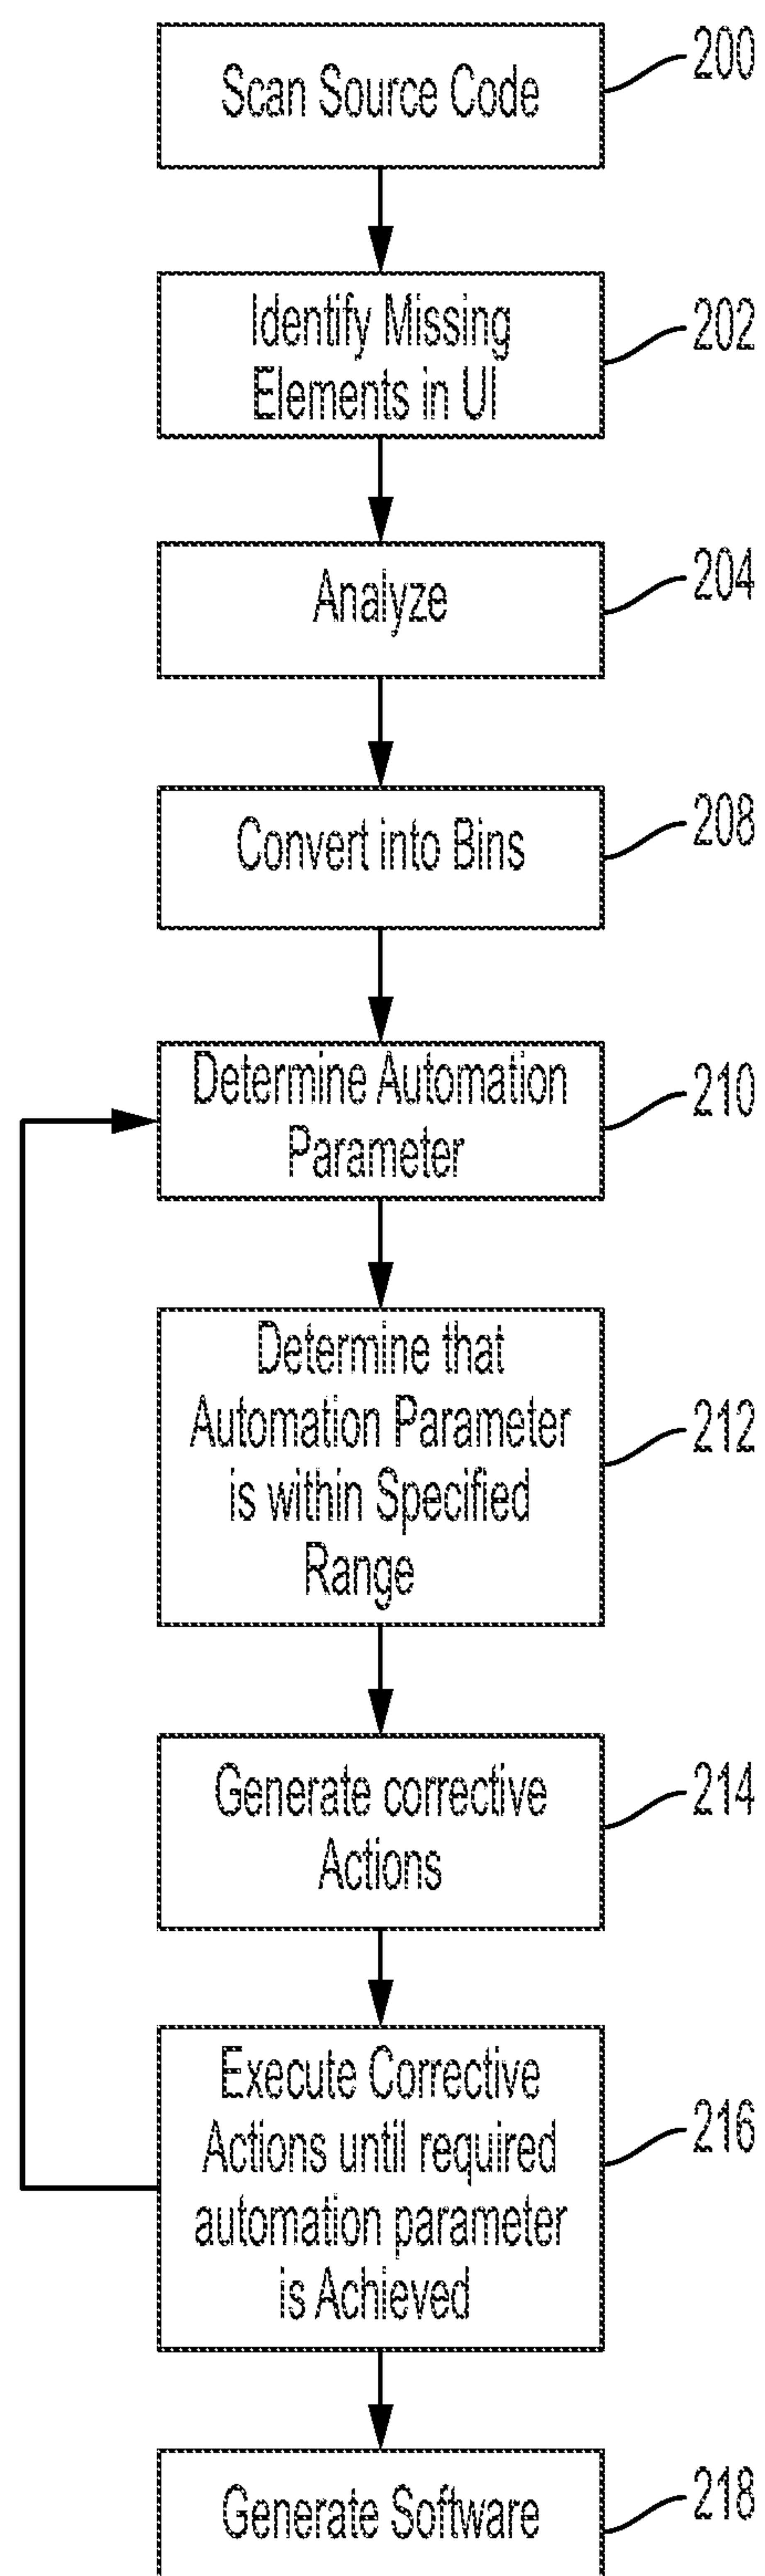 Scan Source Code
200
Identify Missing
Elements in UI
202
Analyze
204
Convert into Bins
208
Determine Automation
Parameter
210
Determine that
Automation Parameter
is within Specified
Range
212
Generate corrective
Actions
214
Execute Corrective
Actions until required
automation parameter
is Achieved
216
Generate Software
218